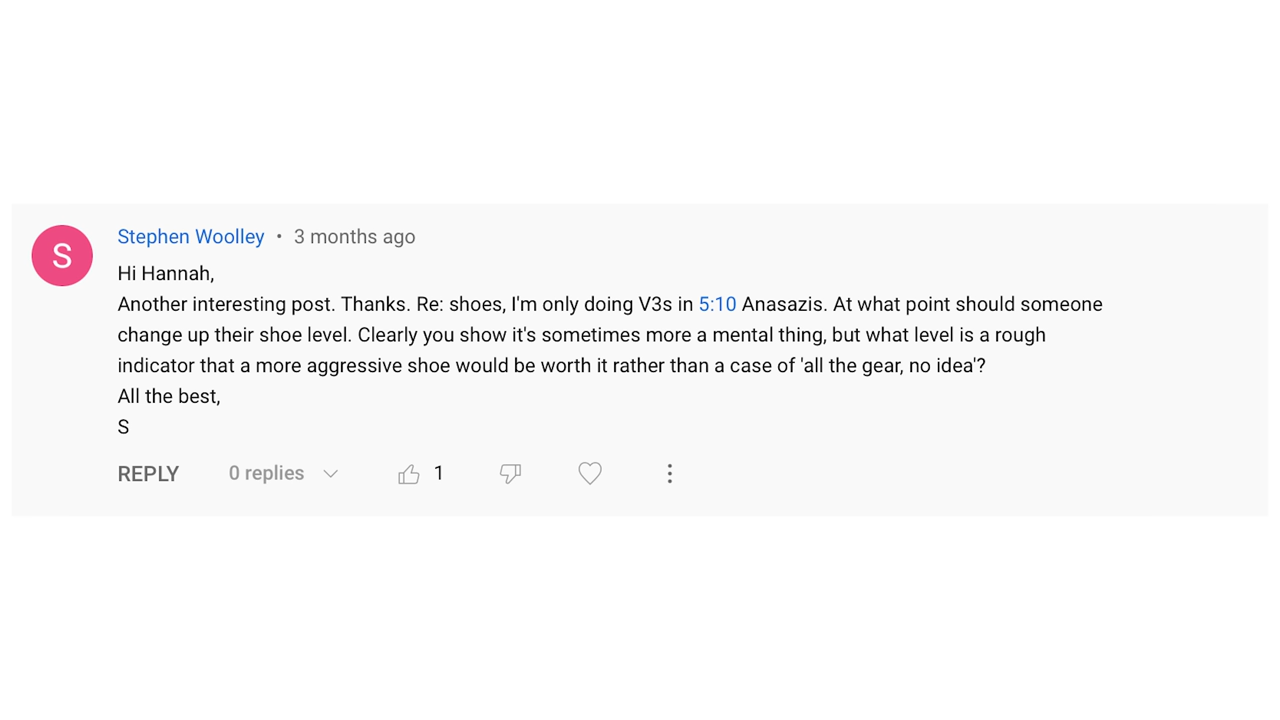 S
Stephen Woolley • 3 months ago
Hi Hannah,
Another interesting post. Thanks. Re: shoes, I'm only doing V3s in 5:10 Anasazis. At what point should someone
change up their shoe level. Clearly you show it's sometimes more a mental thing, but what level is a rough
indicator that a more aggressive shoe would be worth it rather than a case of 'all the gear, no idea'?
All the best,
S
REPLY 0 replies 1